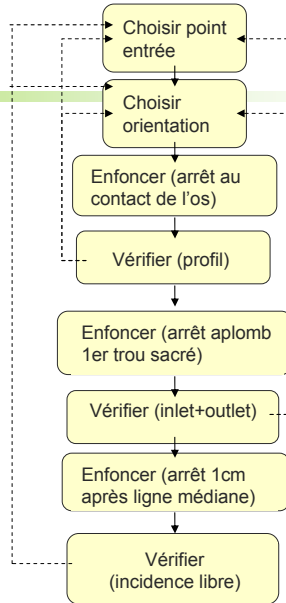 Choisir point
entrée
Choisir
orientation
Enfoncer (arrêt au
contact de l'os)
Vérifier (profil)
Enfoncer (arrêt aplomb
1er trou sacré)
Vérifier (inlet+outlet)
Enfoncer (arrêt 1cm
après ligne médiane)
Vérifier
(incidence libre)